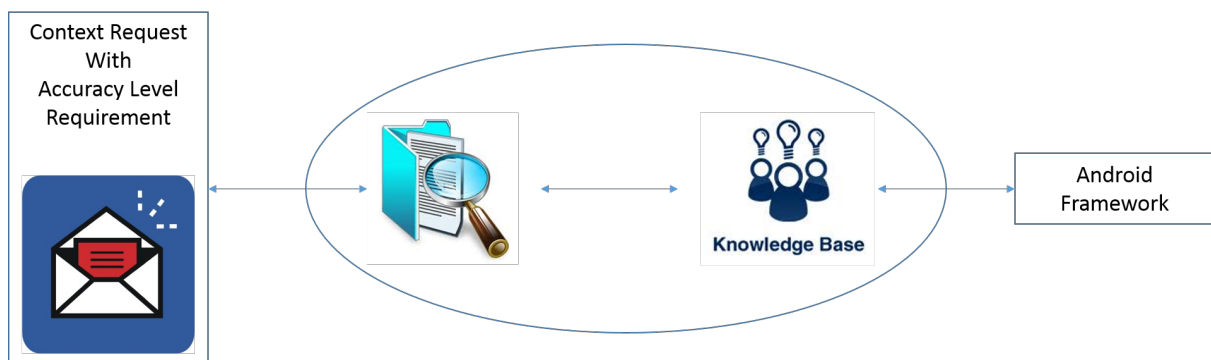 Context Request
With
Accuracy Level
Requirement
Knowledge Base
Android
Framework